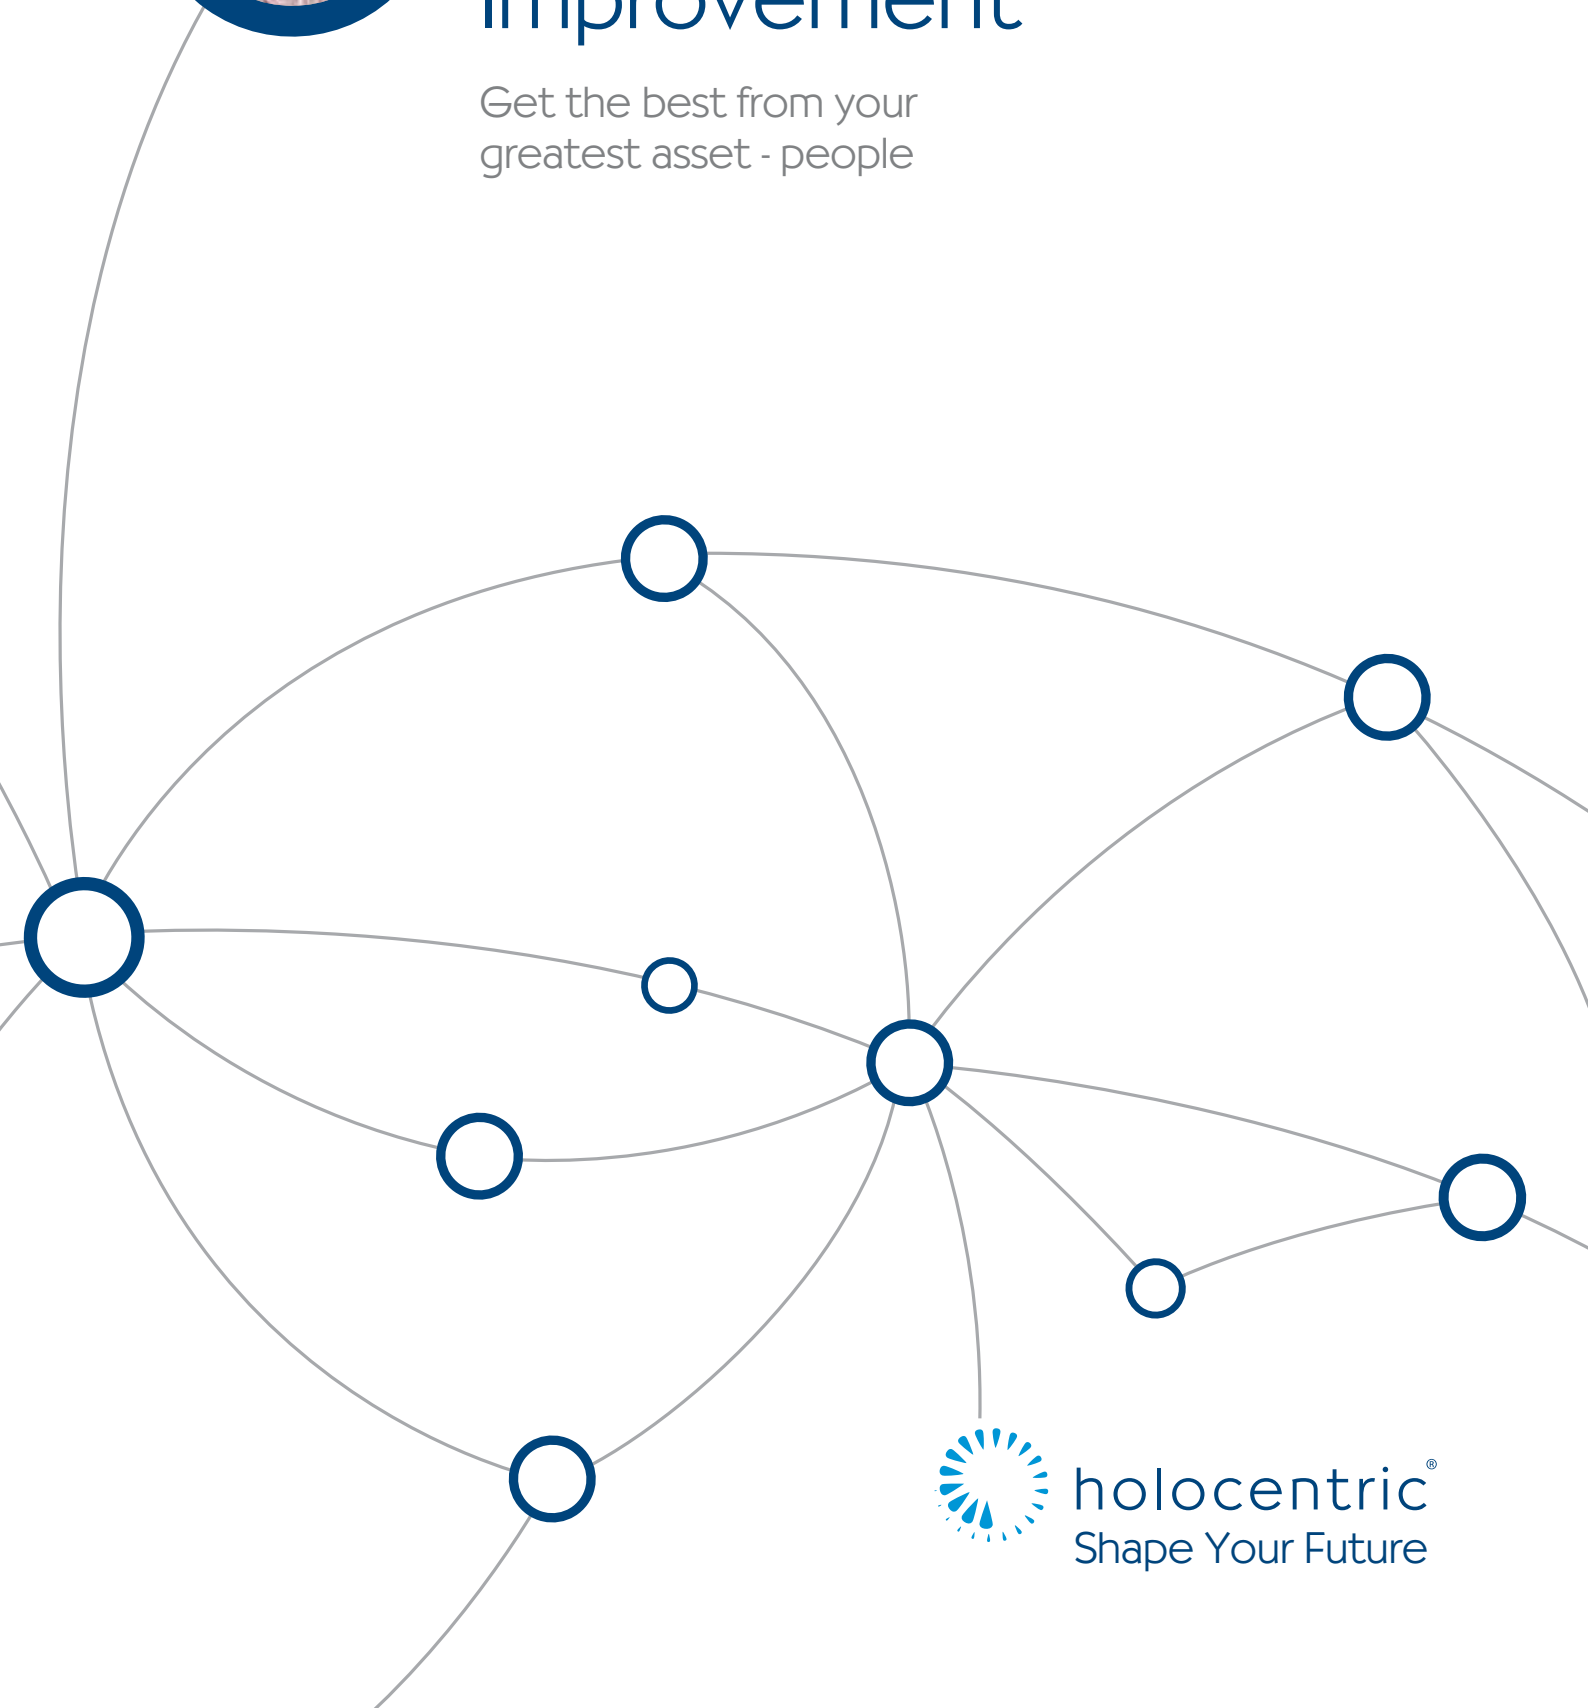 improvement
Get the best from your
greatest asset - people
holocentric®
Shape Your Future